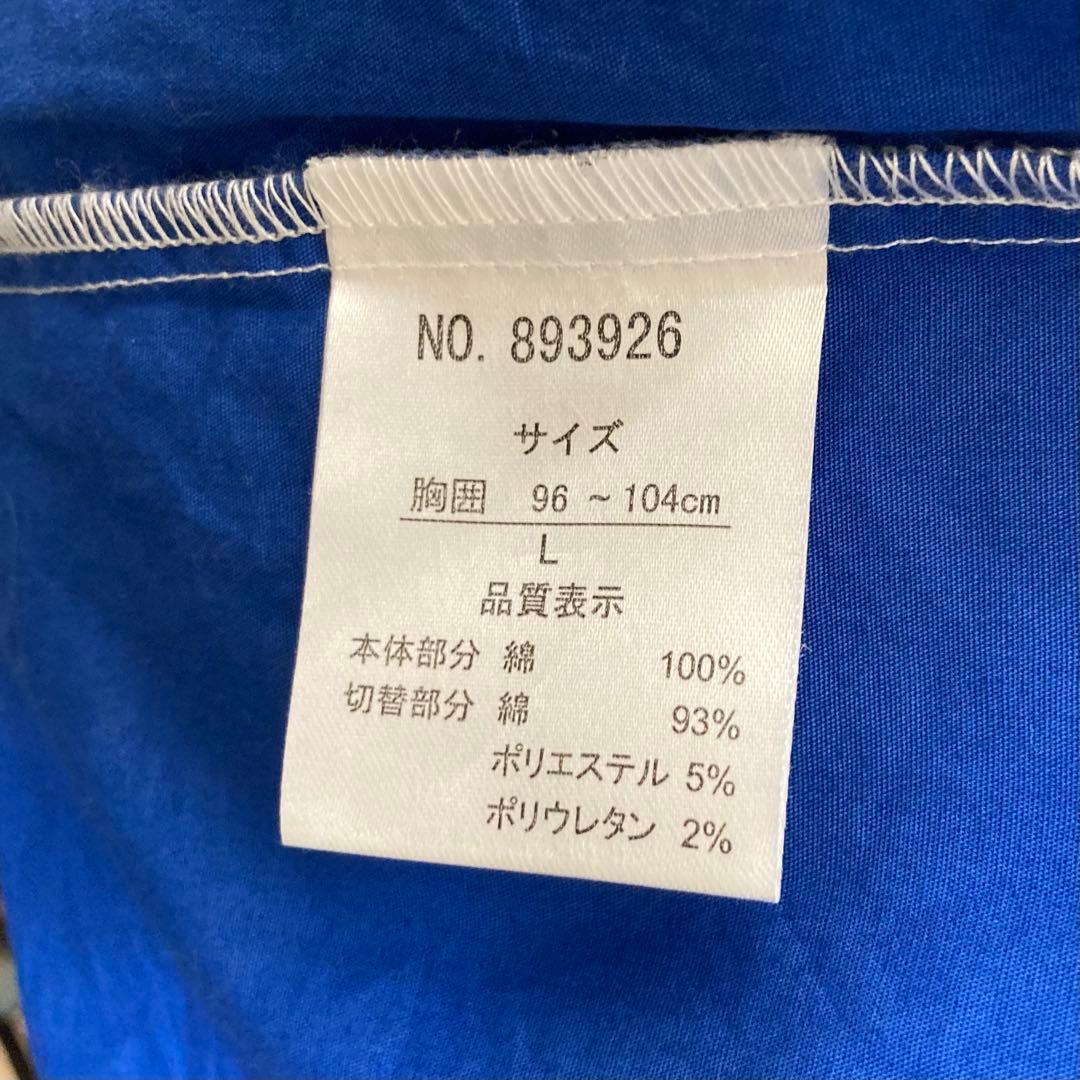 NO. 893926
サイズ
胸囲 96 ~ 104cm
L
品質表示
本体部分 綿 100%
切替部分 綿 93%
ポリエステル 5%
ポリウレタン 2%